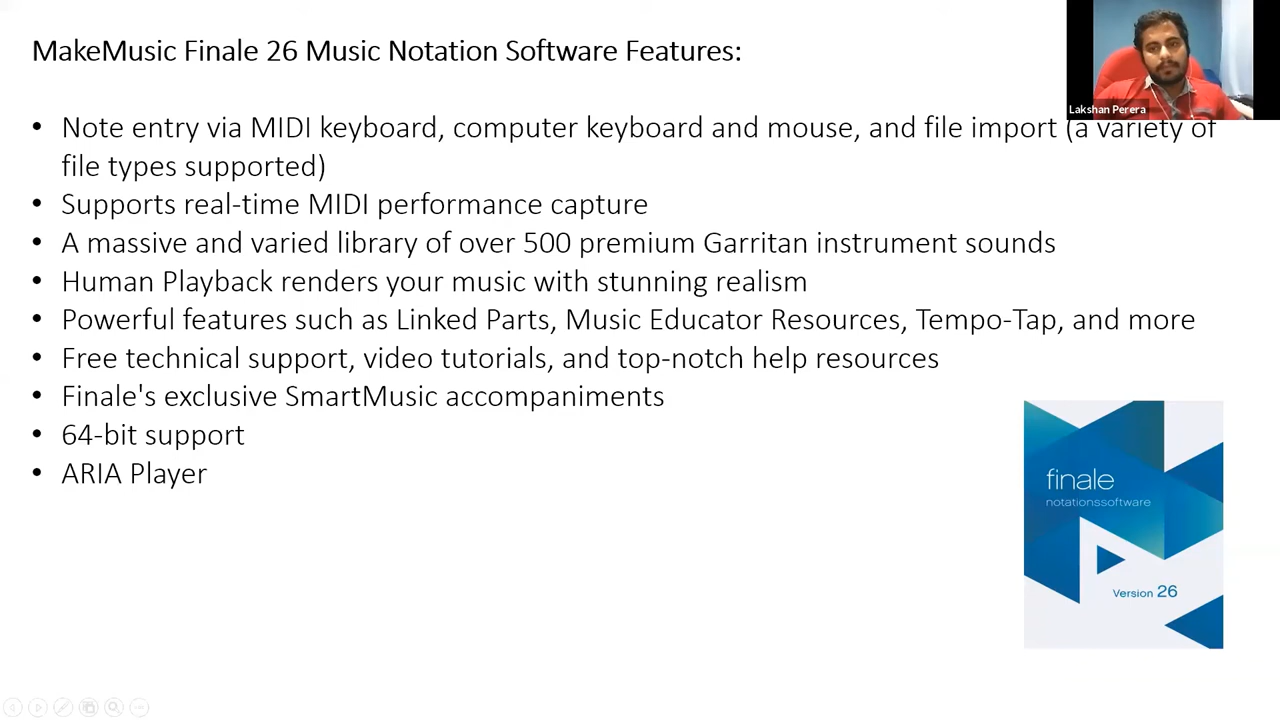 MakeMusic Finale 26 Music Notation Software Features:
Lakshan Perera
• Note entry via MIDI keyboard, computer keyboard and mouse, and file import (a variety of
file types supported)
• Supports real-time MIDI performance capture
• A massive and varied library of over 500 premium Garritan instrument sounds
• Human Playback renders your music with stunning realism
• Powerful features such as Linked Parts, Music Educator Resources, Tempo-Tap, and more
• Free technical support, video tutorials, and top-notch help resources
• Finale's exclusive SmartMusic accompaniments
• 64-bit support
• ARIA Player
finale
notationssoftware
Version 26